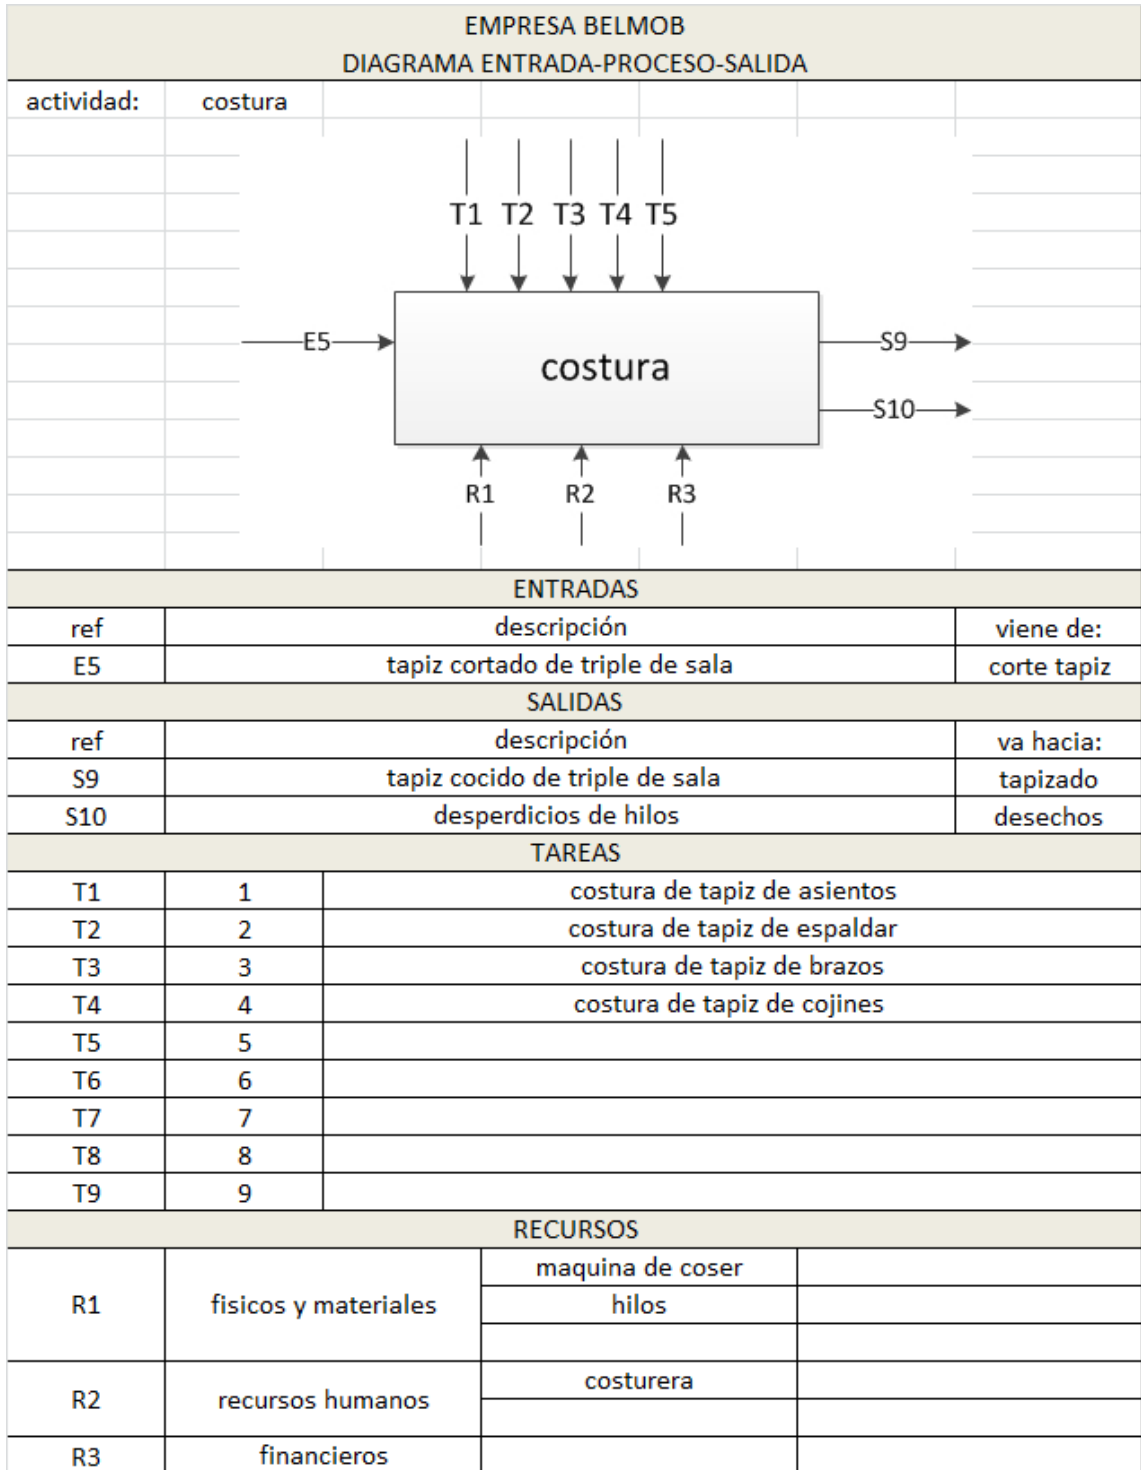 EMPRESA BELMOB
DIAGRAMA ENTRADA-PROCESO-SALIDA
actividad: costura
T1 T2 T3 T4 T5
E5
costura
S9
S10
R1 R2 R3
ENTRADAS
ref descripción viene de:
E5 tapiz cortado de triple de sala corte tapiz
SALIDAS
ref descripción va hacia:
S9 tapiz cocido de triple de sala tapizado
S10 desperdicios de hilos desechos
TAREAS
T1 1 costura de tapiz de asientos
T2 2 costura de tapiz de espaldar
T3 3 costura de tapiz de brazos
T4 4 costura de tapiz de cojines
T5 5
T6 6
T7 7
T8 8
T9 9
RECURSOS
R1 fisicos y materiales maquina de coser
hilos
R2 recursos humanos costurera
R3 financieros